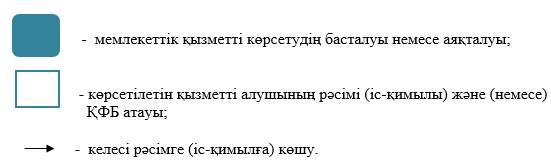 - мемлекеттік қызметті көрсетудің басталуы немесе аяқталуы;
- көрсетілетін қызметті алушының рәсімі (іс-қимылы) және (немесе)
ҚФБ атауы;
- келесі рәсімге (іс-қимылға) көшу.